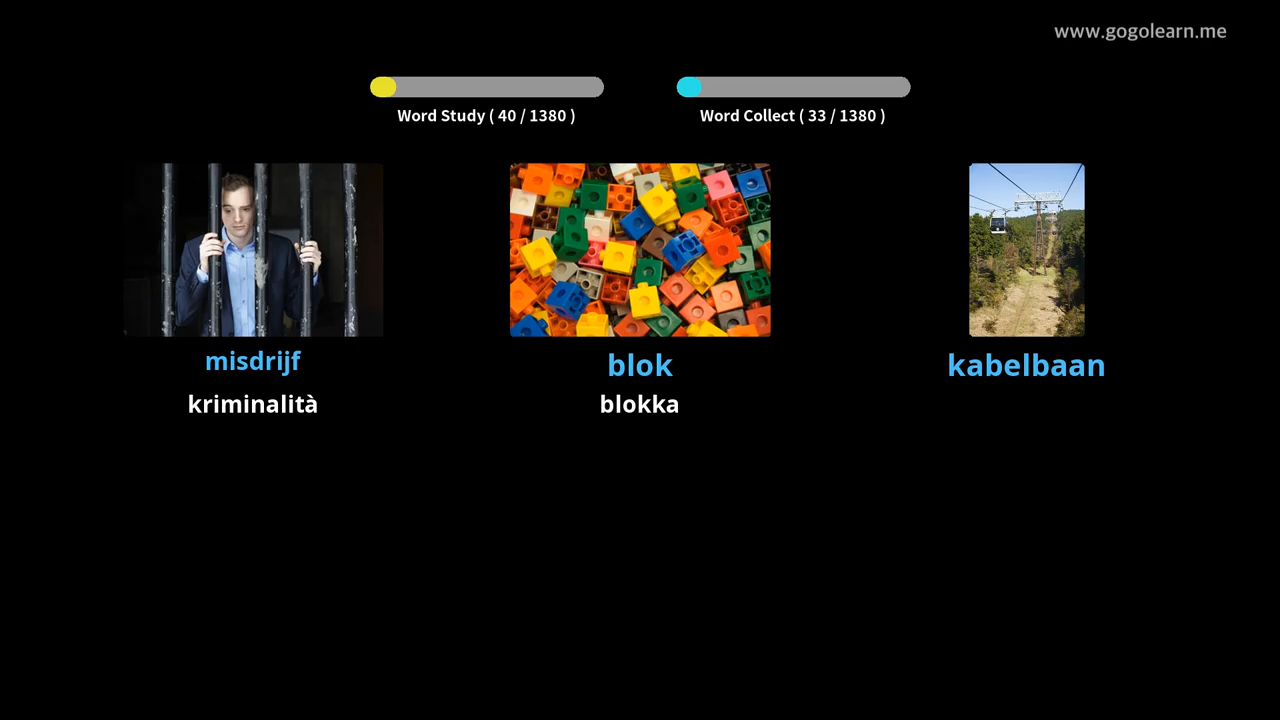 www.gogolearn.me
Word Study ( 40 / 1380 )
Word Collect ( 33 / 1380 )
misdrijf
blok
kabelbaan
kriminalità
blokka